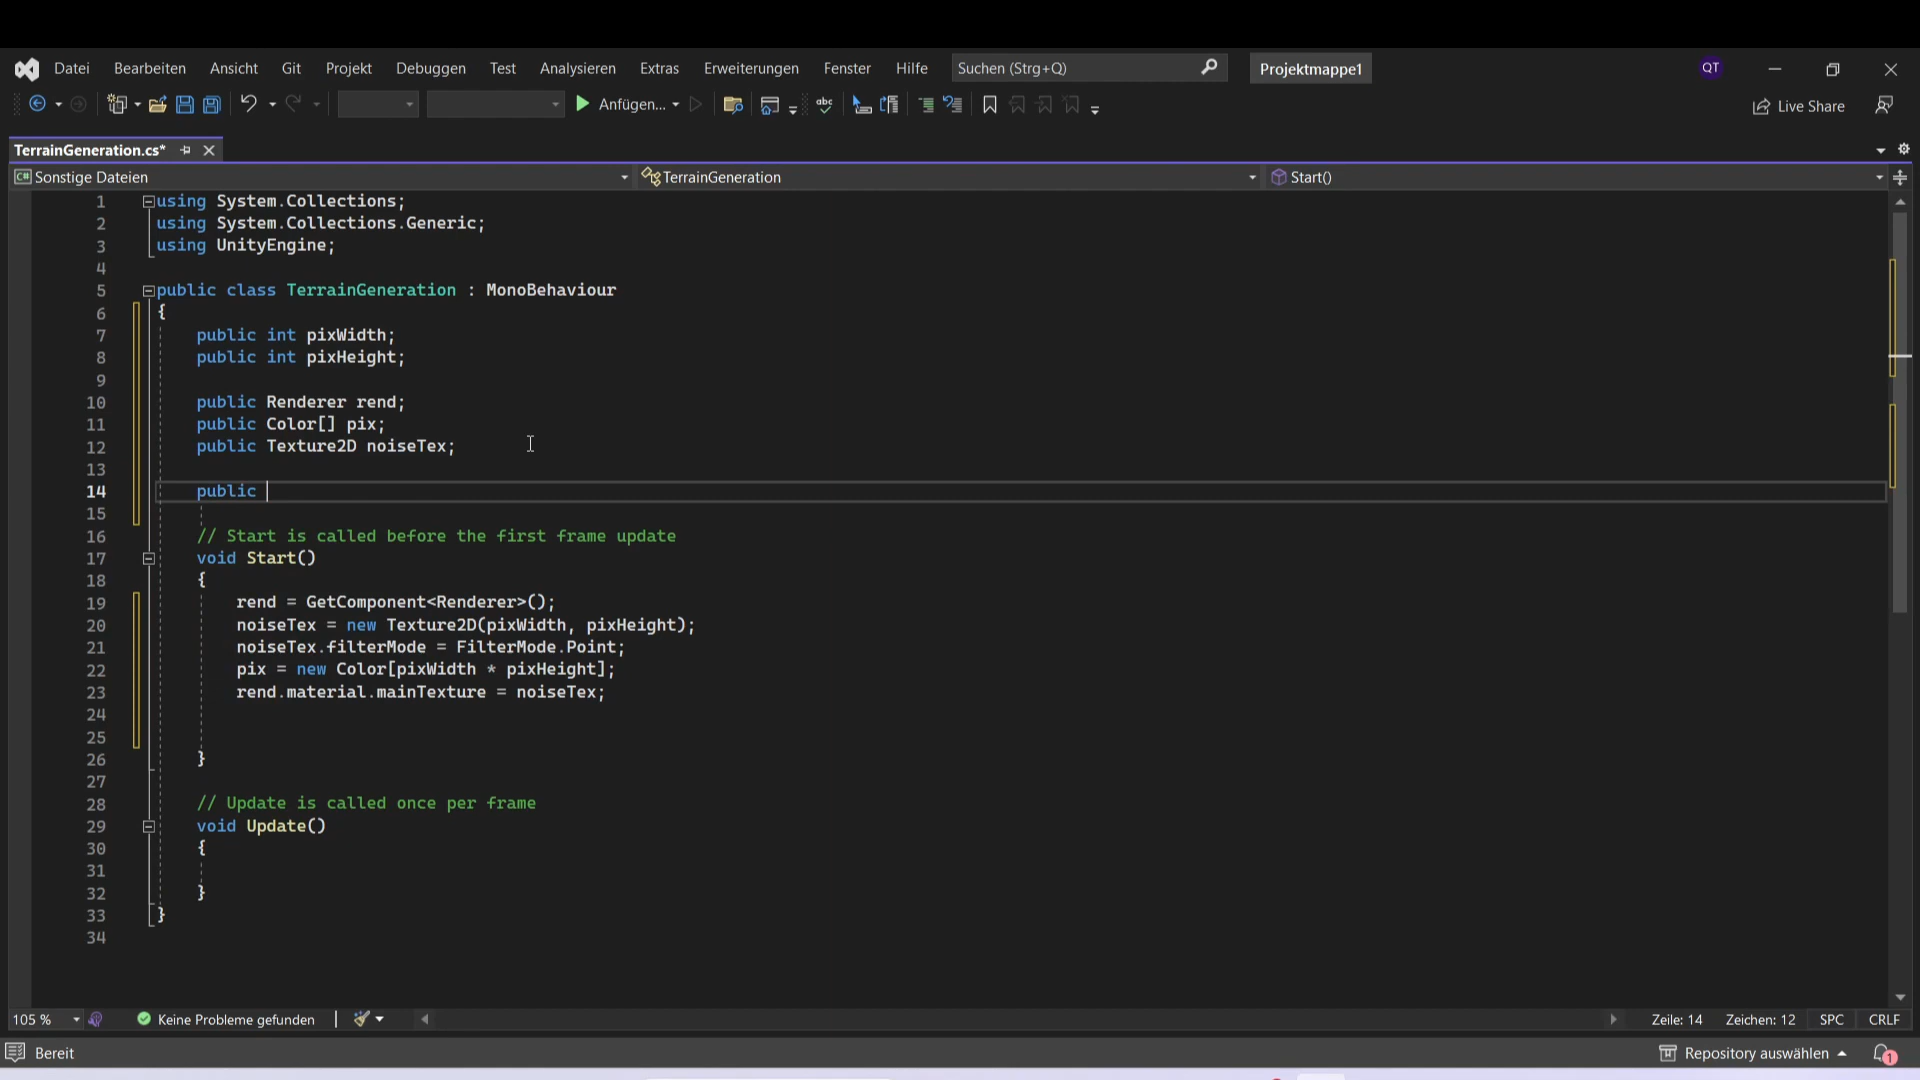 Datei Bearbeiten Ansicht Git Projekt Debuggen Test Analysieren Extras Erweiterungen Fenster Hilfe Suchen (Strg+Q) Projektmappe1 QT
Anfügen... abc Live Share
TerrainGeneration.cs*
C# Sonstige Dateien TerrainGeneration Start()
1 using System.Collections;
2 using System.Collections.Generic;
3 using UnityEngine;
4
5 public class TerrainGeneration : MonoBehaviour
6 {
7 public int pixWidth;
8 public int pixHeight;
9
10 public Renderer rend;
11 public Color[] pix;
12 public Texture2D noiseTex;
13
14 public
15
16 // Start is called before the first frame update
17 void Start()
18 {
19 rend = GetComponent<Renderer>();
20 noiseTex = new Texture2D(pixWidth, pixHeight);
21 noiseTex.filterMode = FilterMode.Point;
22 pix = new Color[pixWidth * pixHeight];
23 rend.material.mainTexture = noiseTex;
24
25
26 }
27
28 // Update is called once per frame
29 void Update()
30 {
31
32 }
33 }
34
105 % Keine Probleme gefunden Zeile: 14 Zeichen: 12 SPC CRLF
Bereit Repository auswählen 1